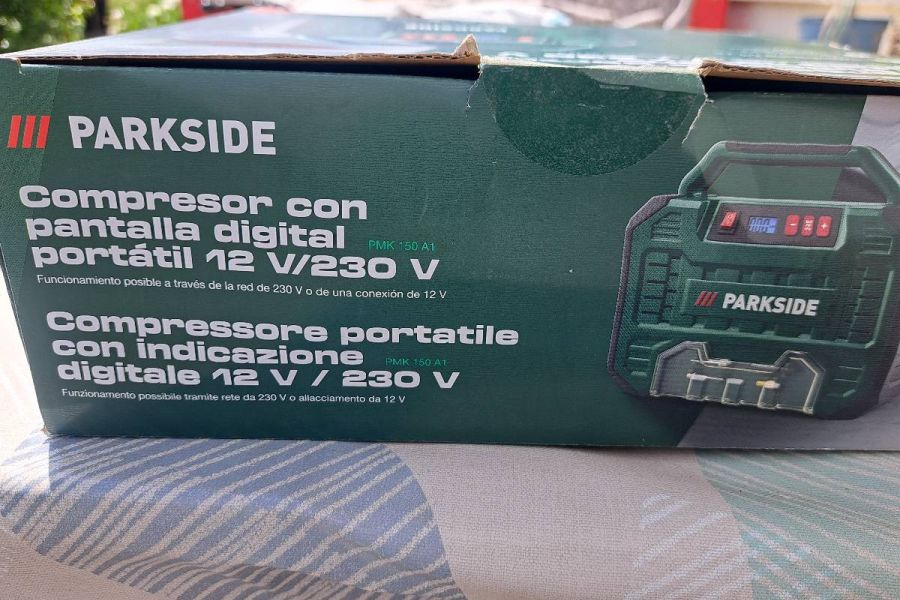 PARKSIDE
Compresor con
pantalla digital PMK 150 A1
portátil 12 V/230 V
Funcionamiento posible a través de la red de 230 V o de una conexión de 12 V
Compressore portatile
con indicazione PMK 150 A1
digitale 12 V / 230 V
Funzionamento possibile tramite rete da 230 V o allacciamento da 12 V
PARKSIDE